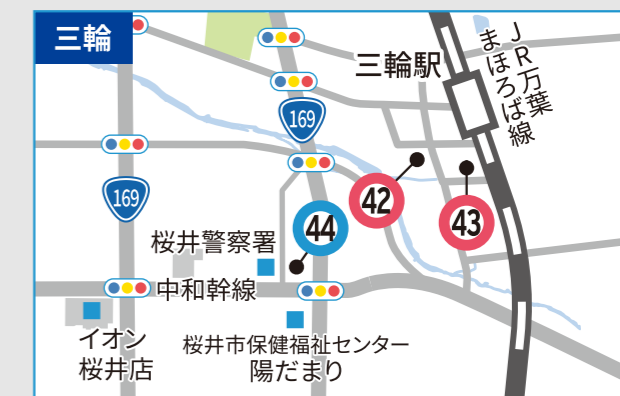 三輪
三輪駅
JR万葉
まほろば線
169
169
42
43
44
桜井警察署
中和幹線
イオン
桜井店
桜井市保健福祉センター
陽だまり